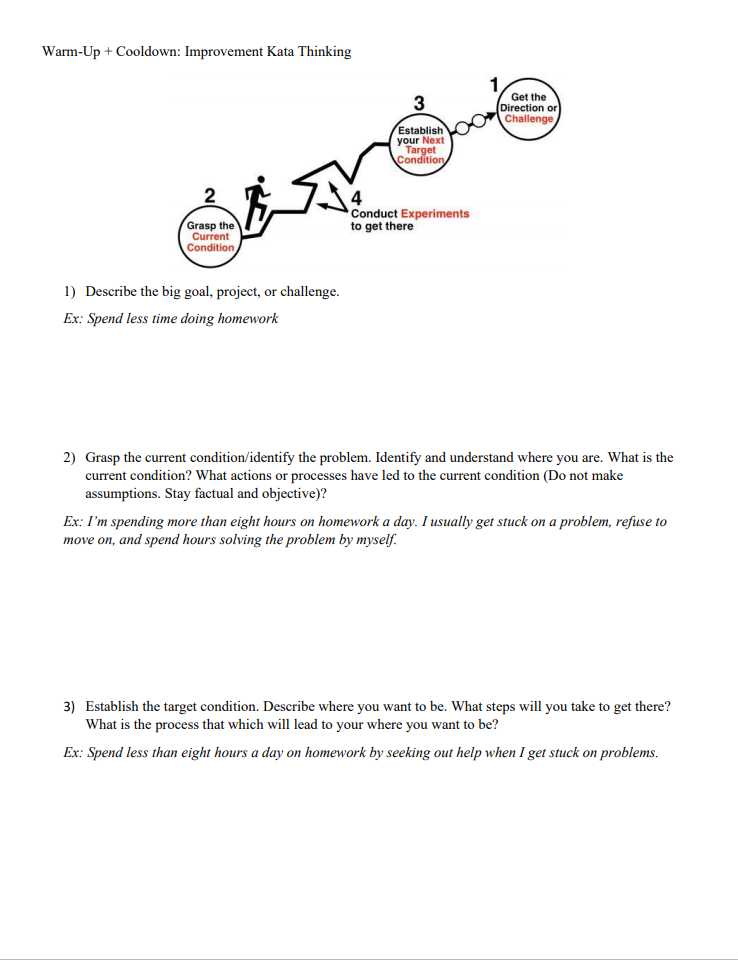 Warm-Up + Cooldown: Improvement Kata Thinking
1
Get the
Direction or
Challenge
3
Establish
your Next
Target
Condition
2
Grasp the
Current
Condition
4
Conduct Experiments
to get there
1) Describe the big goal, project, or challenge.
Ex: Spend less time doing homework
2) Grasp the current condition/identify the problem. Identify and understand where you are. What is the
current condition? What actions or processes have led to the current condition (Do not make
assumptions. Stay factual and objective)?
Ex: I'm spending more than eight hours on homework a day. I usually get stuck on a problem, refuse to
move on, and spend hours solving the problem by myself.
3) Establish the target condition. Describe where you want to be. What steps will you take to get there?
What is the process that which will lead to your where you want to be?
Ex: Spend less than eight hours a day on homework by seeking out help when I get stuck on problems.